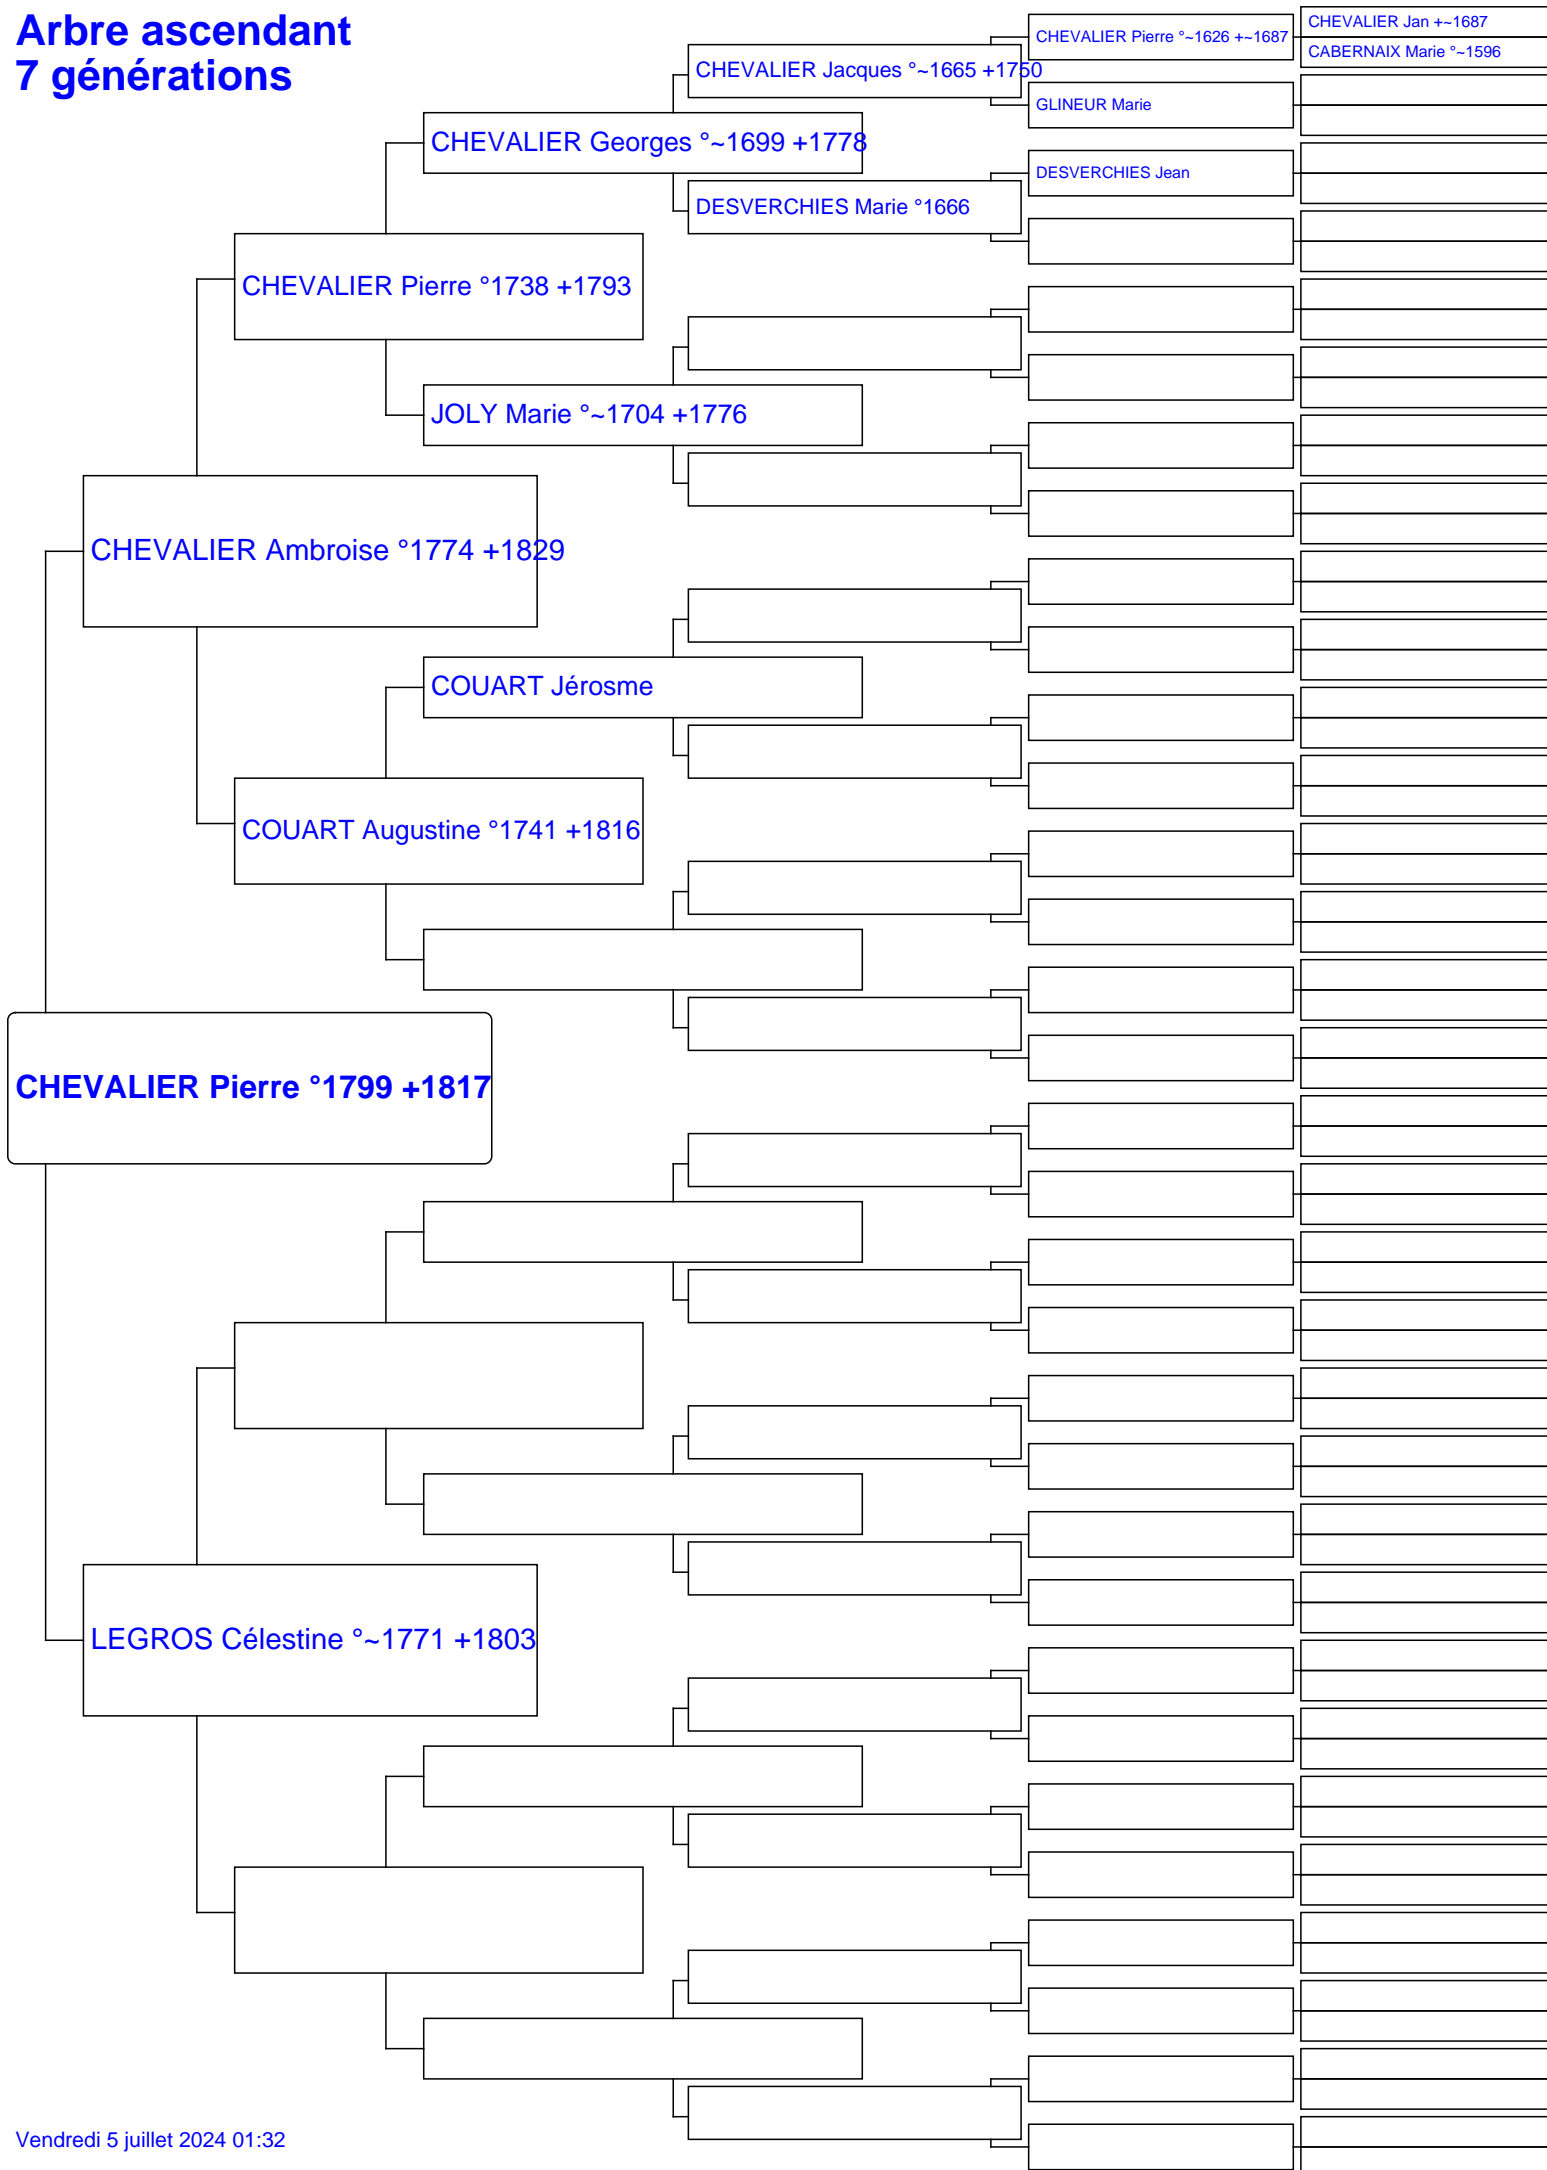 Arbre ascendant
7 générations
CHEVALIER Jan +~1687
CHEVALIER Pierre °~1626 +~1687
CABERNAIX Marie °~1596
CHEVALIER Jacques °~1665 +1750
GLINEUR Marie
CHEVALIER Georges °~1699 +1778
DESVERCHIES Jean
DESVERCHIES Marie °1666
CHEVALIER Pierre °1738 +1793
JOLY Marie °~1704 +1776
CHEVALIER Ambroise °1774 +1829
COUART Jérosme
COUART Augustine °1741 +1816
CHEVALIER Pierre °1799 +1817
LEGROS Célestine °~1771 +1803
Vendredi 5 juillet 2024 01:32